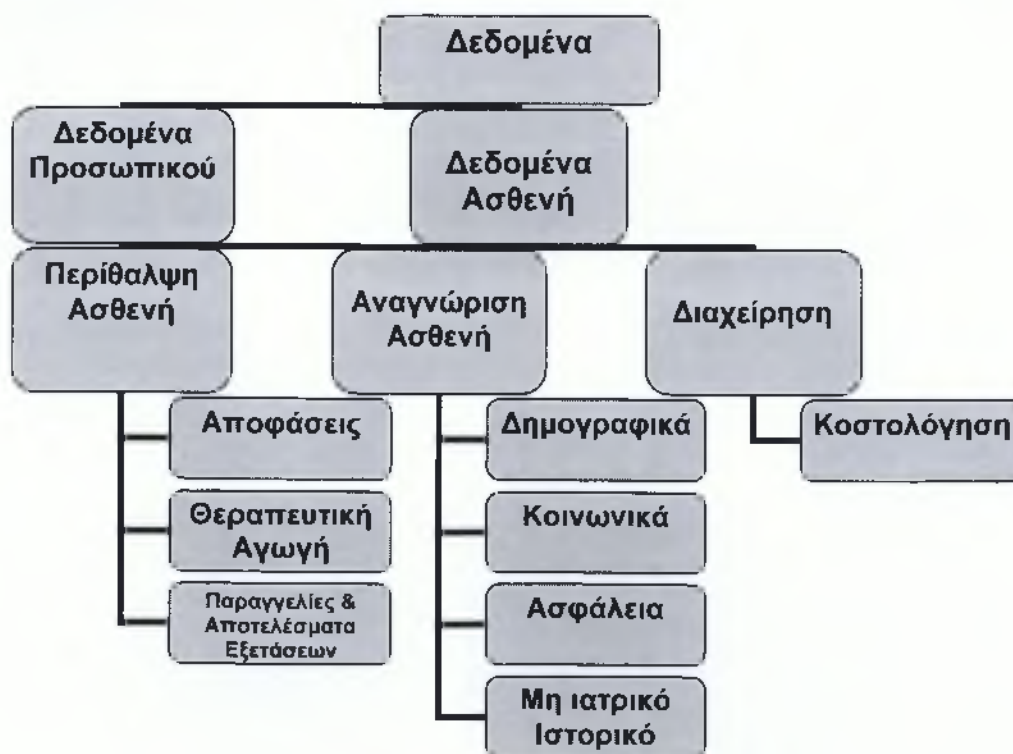 Δεδομένα
Δεδομένα
Προσωπικού
Δεδομένα
Ασθενή
Περίθαλψη
Ασθενή
Αναγνώριση
Ασθενή
Διαχείρηση
Αποφάσεις
Θεραπευτική
Αγωγή
Παραγγελίες &
Αποτελέσματα
Εξετάσεων
Δημογραφικά
Κοινωνικά
Ασφάλεια
Μη ιατρικό
Ιστορικό
Κοστολόγηση